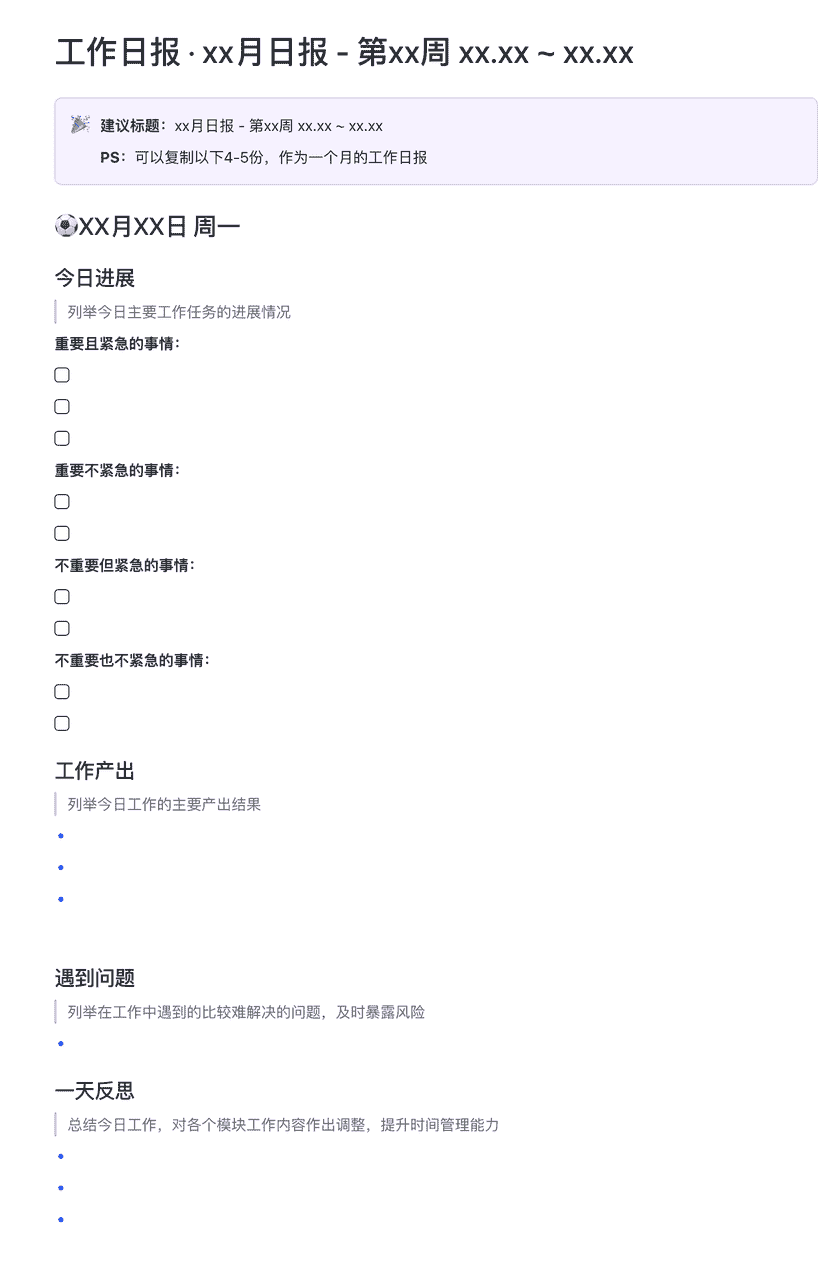 工作日报 · xx月日报 - 第xx周 xx.xx ~ xx.xx
🎉 建议标题：xx月日报 - 第xx周 xx.xx ~ xx.xx
PS：可以复制以下4-5份，作为一个月的工作日报
⚽XX月XX日 周一
今日进展
列举今日主要工作任务的进展情况
重要且紧急的事情：
重要不紧急的事情：
不重要但紧急的事情：
不重要也不紧急的事情：
工作产出
列举今日工作的主要产出结果
遇到问题
列举在工作中遇到的比较难解决的问题，及时暴露风险
一天反思
总结今日工作，对各个模块工作内容作出调整，提升时间管理能力